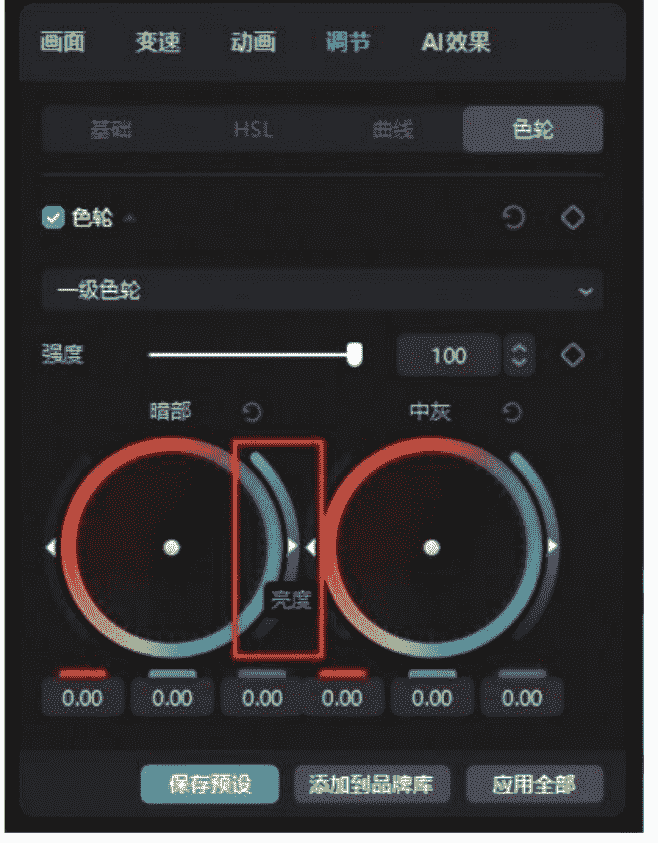 画面 变速 动画 调节 AI效果
基础 HSL 曲线 色轮
色轮
一级色轮
强度 100
暗部 中灰
亮度
0.00 0.00 0.00 0.00 0.00 0.00
保存预设 添加到品牌库 应用全部